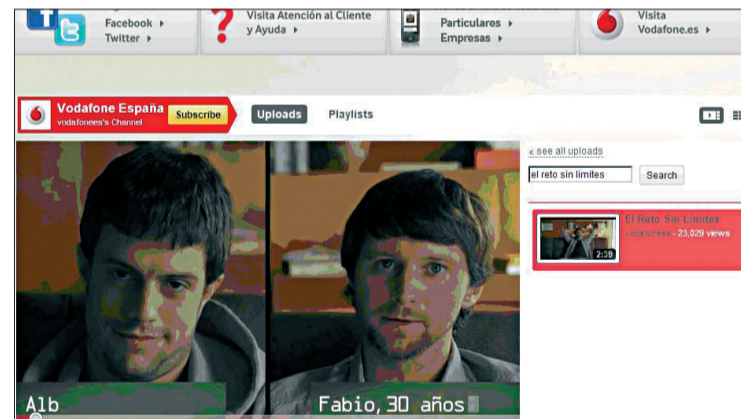 Facebook
Twitter
Visita Atención al Cliente
y Ayuda
Particulares
Empresas
Visita
Vodafone.es
Vodafone España
vodafonees's Channel
Subscribe
Uploads
Playlists
« see all uploads
el reto sin limites
Search
El Reto Sin Límites
vodafonees - 23,029 views
2:39
Alb
Fabio, 30 años